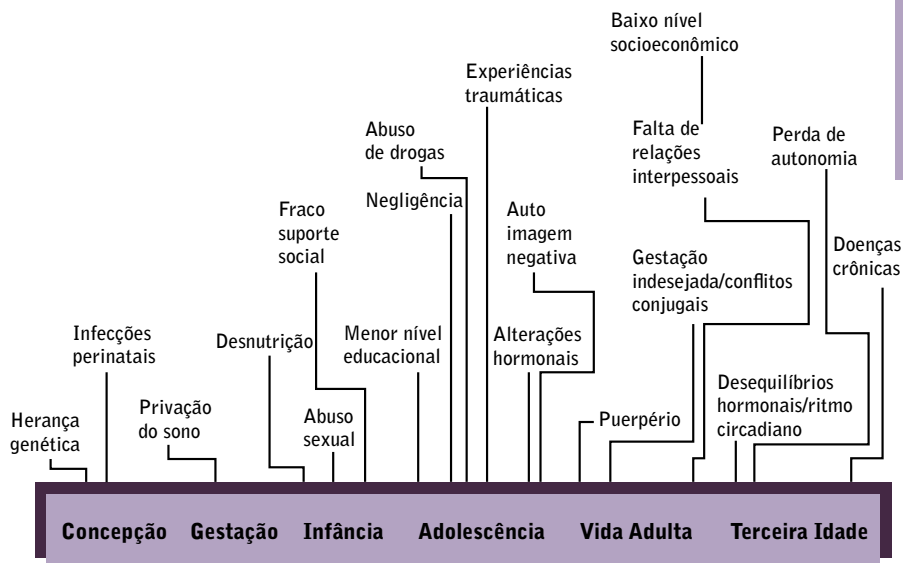 Baixo nível
socioeconômico
Experiências
traumáticas
Abuso
de drogas
Falta de
relações
interpessoais
Perda de
autonomia
Negligência
Fraco
suporte
social
Auto
imagem
negativa
Gestação
indesejada/conflitos
conjugais
Doenças
crônicas
Infecções
perinatais
Desnutrição
Menor nível
educacional
Alterações
hormonais
Desequilíbrios
hormonais/ritmo
circadiano
Herança
genética
Privação
do sono
Abuso
sexual
Puerpério
Concepção Gestação Infância Adolescência Vida Adulta Terceira Idade